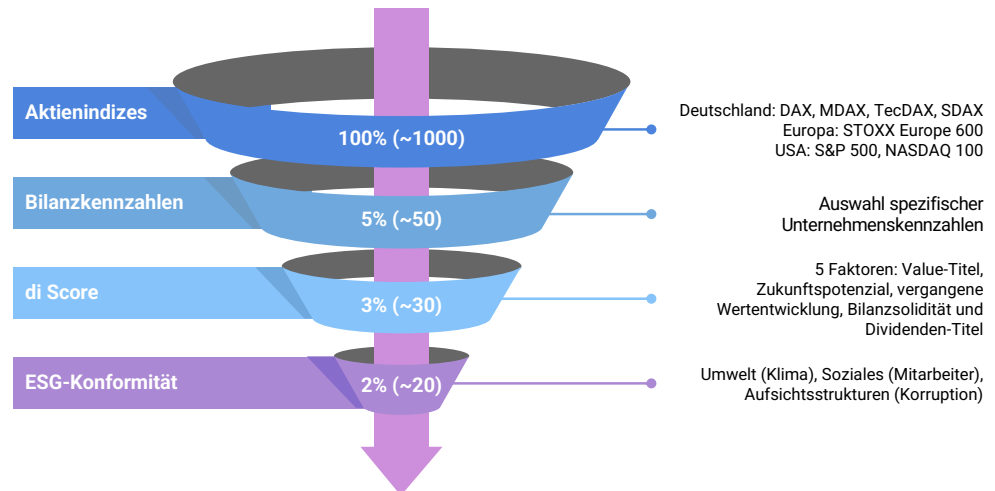 Aktienindizes
100% (~1000)
Deutschland: DAX, MDAX, TecDAX, SDAX
Europa: STOXX Europe 600
USA: S&P 500, NASDAQ 100
Bilanzkennzahlen
5% (~50)
Auswahl spezifischer
Unternehmenskennzahlen
di Score
3% (~30)
5 Faktoren: Value-Titel,
Zukunftspotenzial, vergangene
Wertentwicklung, Bilanzsolidität und
Dividenden-Titel
ESG-Konformität
2% (~20)
Umwelt (Klima), Soziales (Mitarbeiter),
Aufsichtsstrukturen (Korruption)